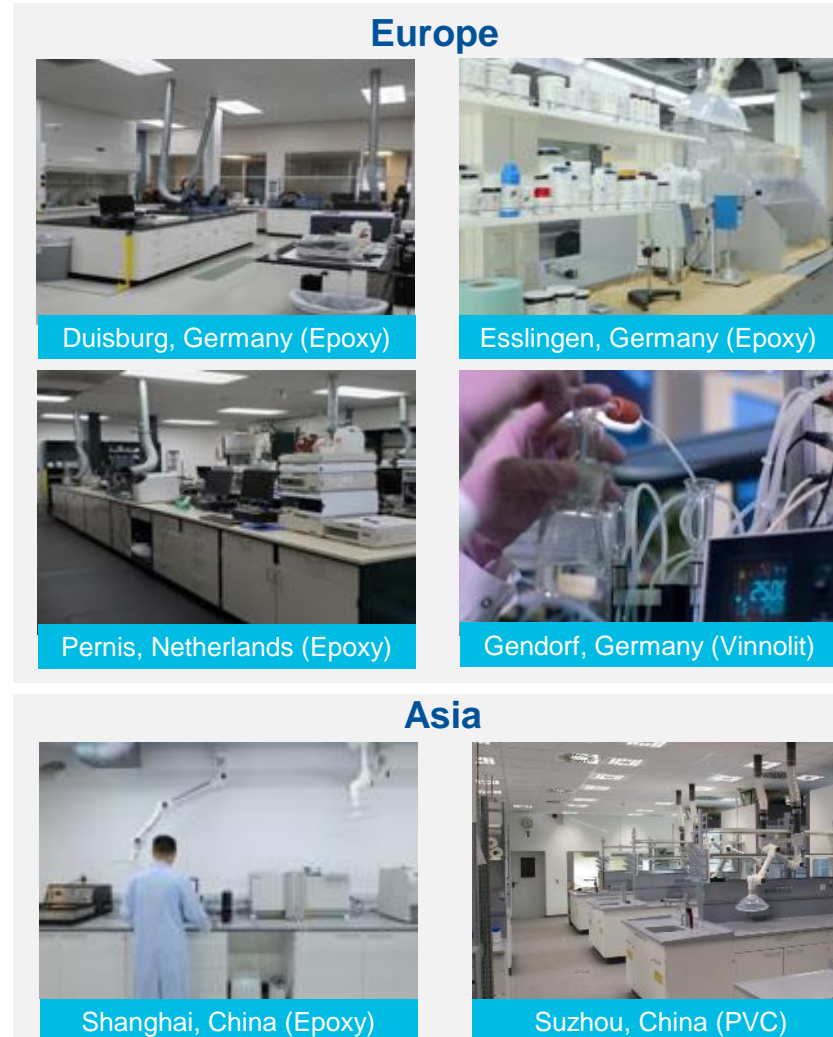 Europe
Duisburg, Germany (Epoxy)
Esslingen, Germany (Epoxy)
Pernis, Netherlands (Epoxy)
Gendorf, Germany (Vinnolit)
Asia
Shanghai, China (Epoxy)
Suzhou, China (PVC)